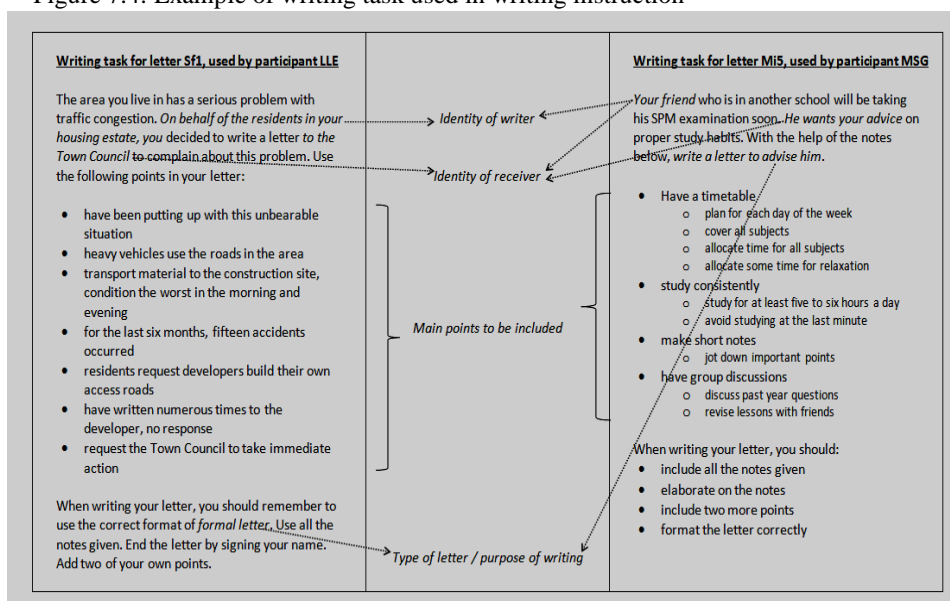 Figure 7.4: Example of writing task used in writing instruction
Writing task for letter Sf1, used by participant LLE
The area you live in has a serious problem with
traffic congestion. On behalf of the residents in your
housing estate, you decided to write a letter to the
Town Council to complain about this problem. Use
the following points in your letter:
• have been putting up with this unbearable
situation
• heavy vehicles use the roads in the area
• transport material to the construction site,
condition the worst in the morning and
evening
• for the last six months, fifteen accidents
occurred
• residents request developers build their own
access roads
• have written numerous times to the
developer, no response
• request the Town Council to take immediate
action
When writing your letter, you should remember to
use the correct format of formal letter. Use all the
notes given. End the letter by signing your name.
Add two of your own points.
Identity of writer
Identity of receiver
Main points to be included
Type of letter / purpose of writing
Writing task for letter Mi5, used by participant MSG
Your friend who is in another school will be taking
his SPM examination soon. He wants your advice on
proper study habits. With the help of the notes
below, write a letter to advise him.
• Have a timetable
o plan for each day of the week
o cover all subjects
o allocate time for all subjects
o allocate some time for relaxation
• study consistently
o study for at least five to six hours a day
o avoid studying at the last minute
• make short notes
o jot down important points
• have group discussions
o discuss past year questions
o revise lessons with friends
When writing your letter, you should:
• include all the notes given
• elaborate on the notes
• include two more points
• format the letter correctly